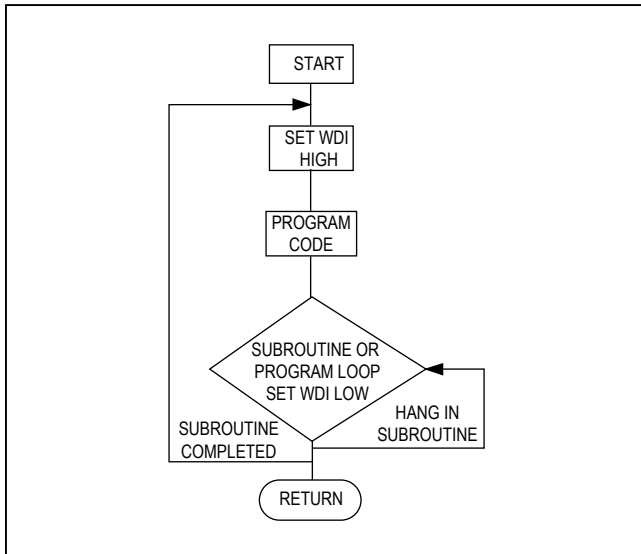 START
SET WDI
HIGH
PROGRAM
CODE
SUBROUTINE OR
PROGRAM LOOP
SET WDI LOW
HANG IN
SUBROUTINE
SUBROUTINE
COMPLETED
RETURN